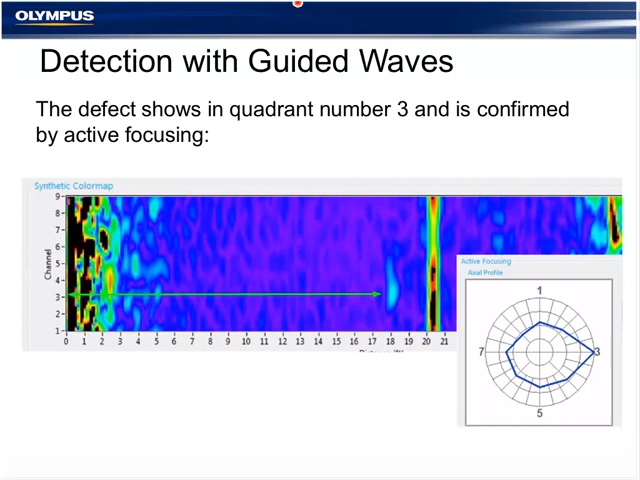 OLYMPUS
Detection with Guided Waves
The defect shows in quadrant number 3 and is confirmed
by active focusing:
Synthetic Colormap
9
8
7
6
5
4
3
2
1
Channel
0 1 2 3 4 5 6 7 8 9 10 11 12 13 14 15 16 17 18 19 20 21
Active Focusing
Axial Profile
1
7 3
5